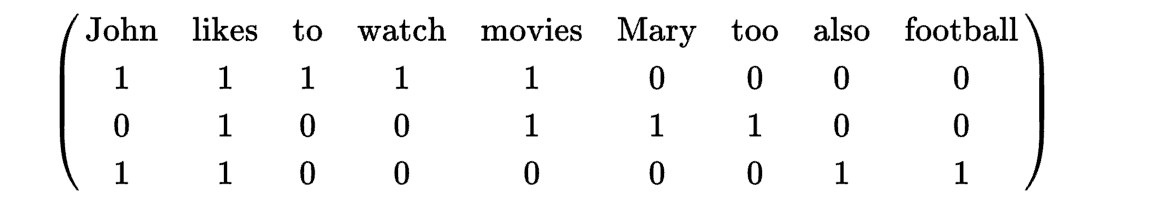 John likes to watch movies Mary too also football
1 1 1 1 1 0 0 0 0
0 1 0 0 1 1 1 0 0
1 1 0 0 0 0 0 1 1